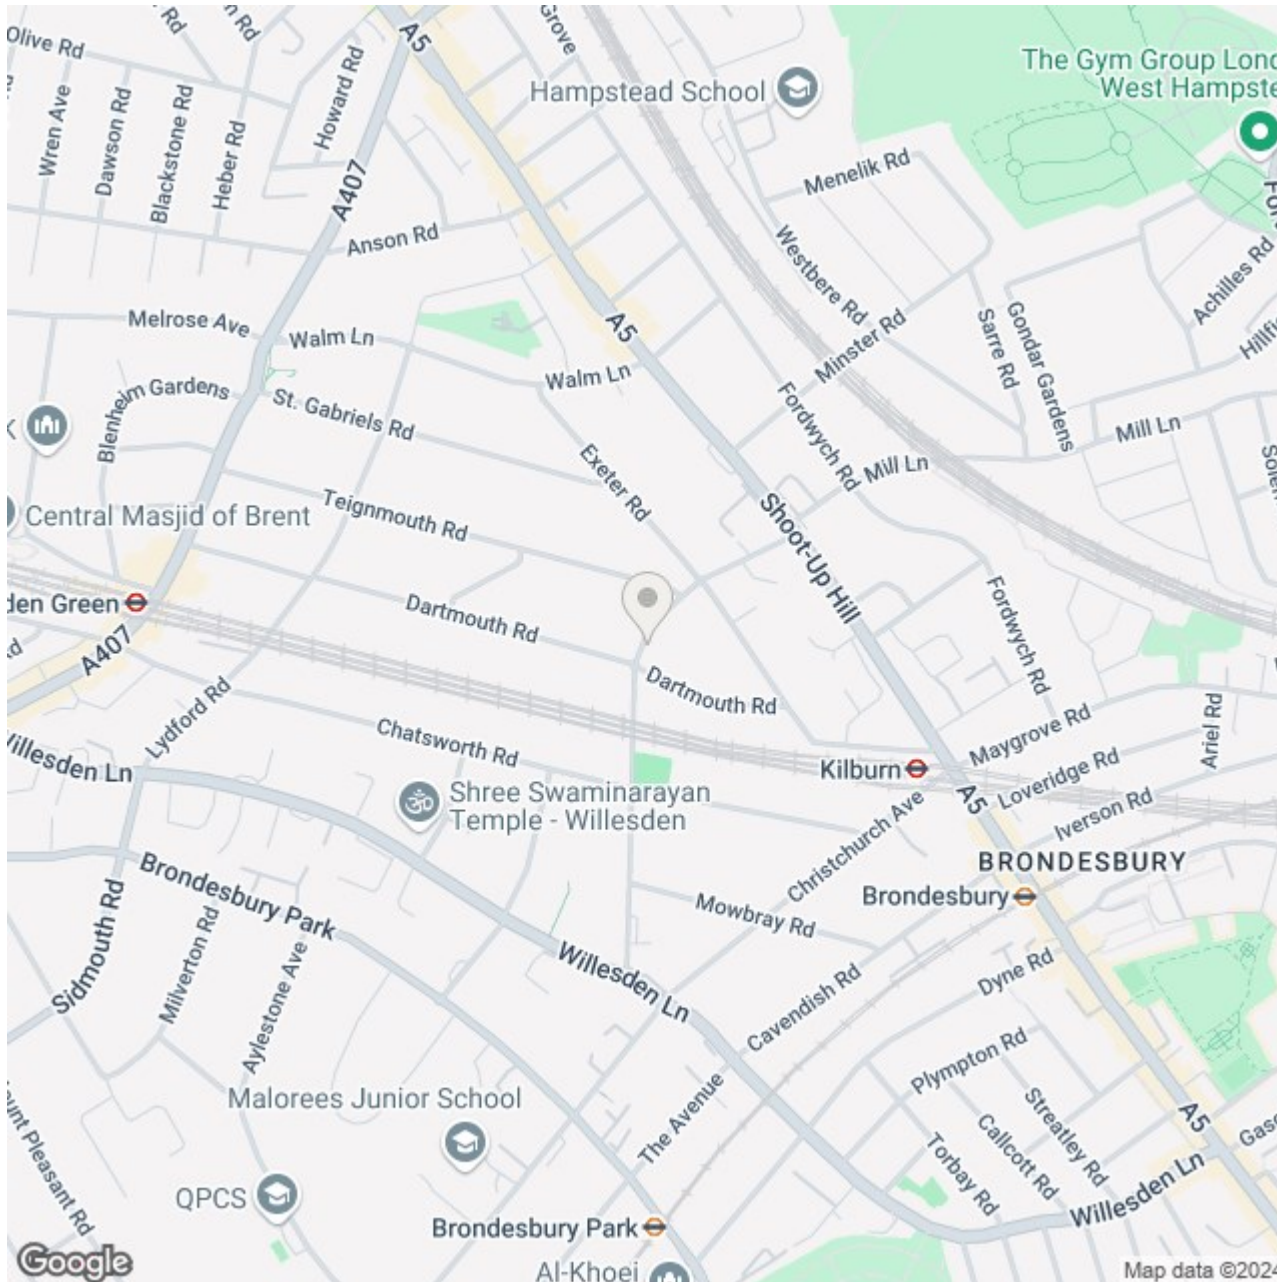 A5
Grove
Olive Rd
Howard Rd
Hampstead School
The Gym Group Lond
West Hampste
Wren Ave
Dawson Rd
Blackstone Rd
Heber Rd
A407
Menelik Rd
Anson Rd
Westbere Rd
Achilles Rd
Melrose Ave
Walm Ln
A5
Minster Rd
Sarre Rd
Gondar Gardens
Hillfi
Walm Ln
Blenheim Gardens
St. Gabriels Rd
Fordwych Rd
Mill Ln
Exeter Rd
Mill Ln
Teignmouth Rd
Central Masjid of Brent
Shoot-Up Hill
den Green
Dartmouth Rd
Fordwych Rd
A407
Dartmouth Rd
Lydford Rd
Chatsworth Rd
Maygrove Rd
Ariel Rd
Willesden Ln
Kilburn
Loveridge Rd
Shree Swaminarayan
Temple - Willesden
A5
Iverson Rd
Christchurch Ave
BRONDESBURY
Brondesbury Park
Brondesbury
Mowbray Rd
Sidmouth Rd
Milverton Rd
Aylestone Ave
Willesden Ln
Cavendish Rd
Dyne Rd
Plympton Rd
Malorees Junior School
The Avenue
Streatley Rd
Callcott Rd
Torbay Rd
A5
QPCS
ount Pleasant Rd
Willesden Ln
Brondesbury Park
Al-Khoei
Google
Map data ©2024